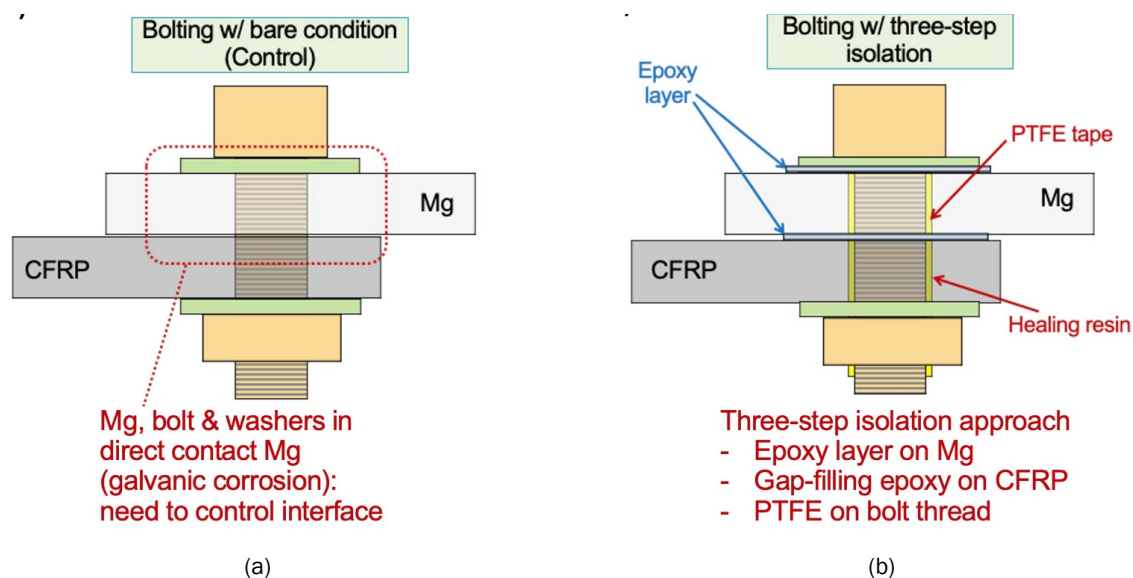 Bolting w/ bare condition
(Control)
Mg
CFRP
Mg, bolt & washers in
direct contact Mg
(galvanic corrosion):
need to control interface
(a)
Bolting w/ three-step
isolation
Epoxy
layer
PTFE tape
Mg
CFRP
Healing resin
Three-step isolation approach
- Epoxy layer on Mg
- Gap-filling epoxy on CFRP
- PTFE on bolt thread
(b)